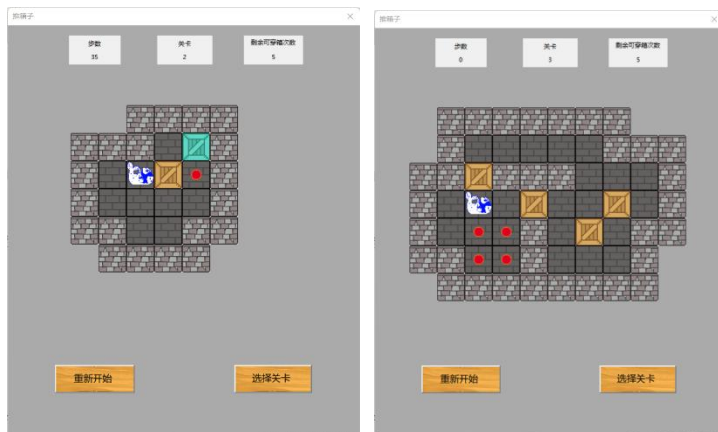 推箱子
步数
35
关卡
2
剩余可穿墙次数
5
重新开始
选择关卡
推箱子
步数
0
关卡
3
剩余可穿墙次数
5
重新开始
选择关卡